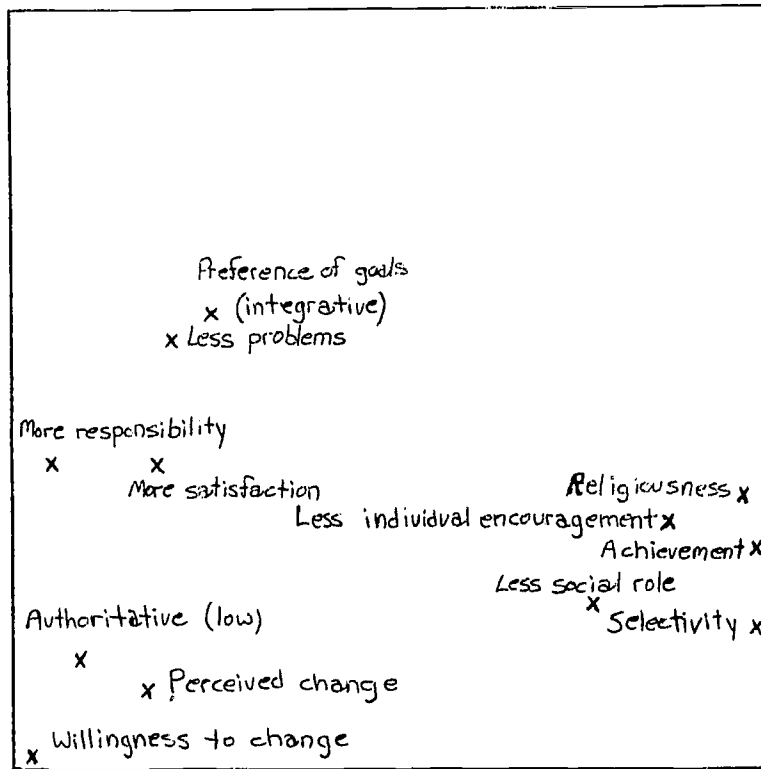 Preference of goals
x (integrative)
x Less problems
More responsibility
x x
More satisfaction
Religiousness x
Less individual encouragement x
Achievement x
Less social role
x
Selectivity x
Authoritative (low)
x
x Perceived change
x Willingness to change